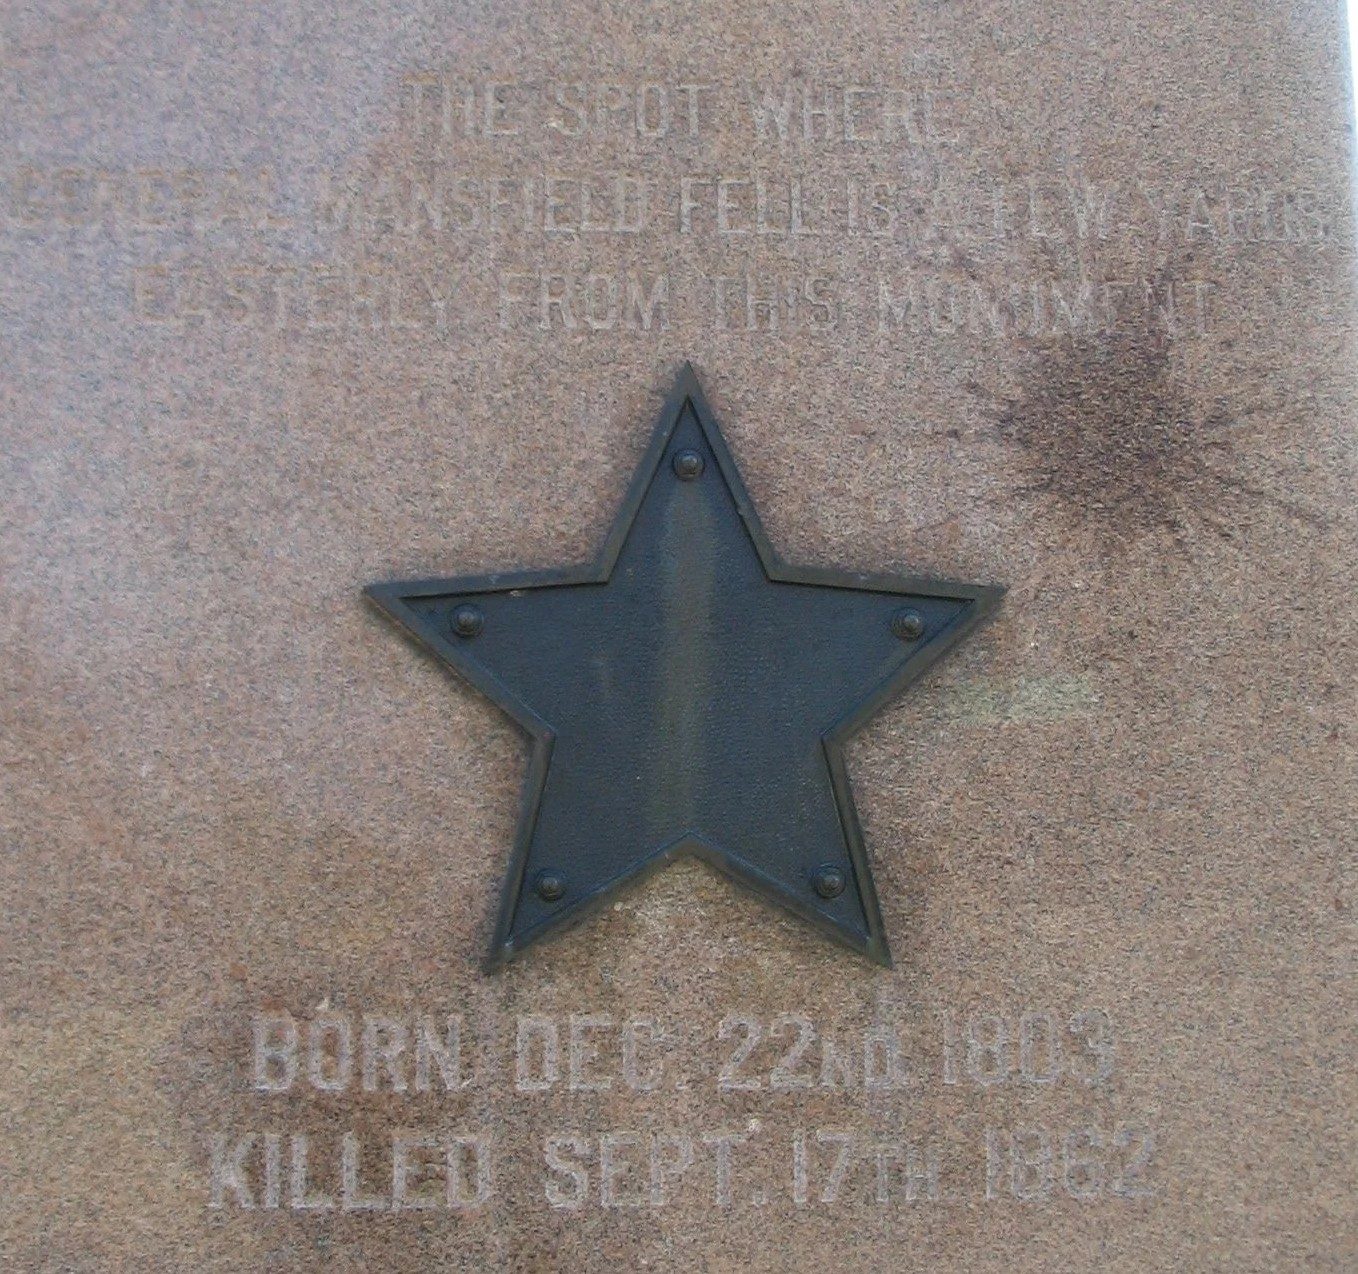 THE SPOT WHERE
GENERAL MANSFIELD FELL IS A FEW YARDS
EASTERLY FROM THIS MONUMENT
BORN DEC. 22ND. 1803
KILLED SEPT. 17TH. 1862